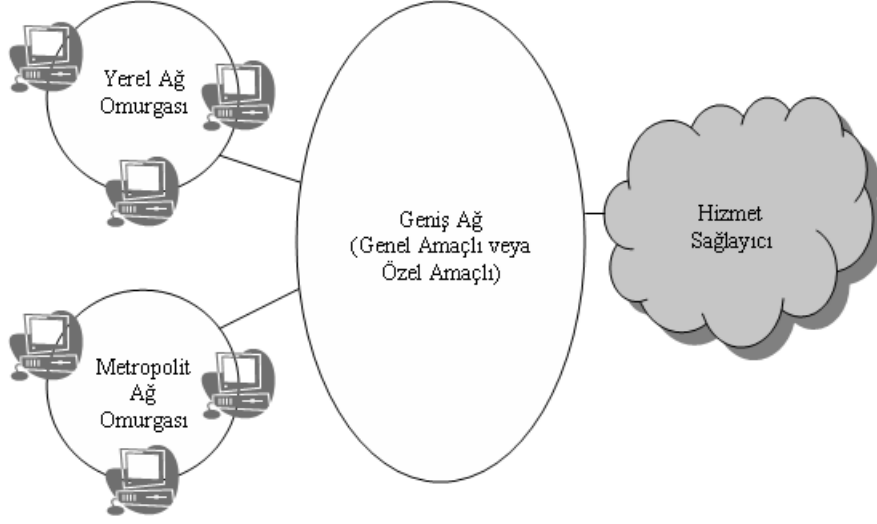 Yerel Ağ
Omurgası
Geniş Ağ
(Genel Amaçlı veya
Özel Amaçlı)
Hizmet
Sağlayıcı
Metropolit
Ağ
Omurgası